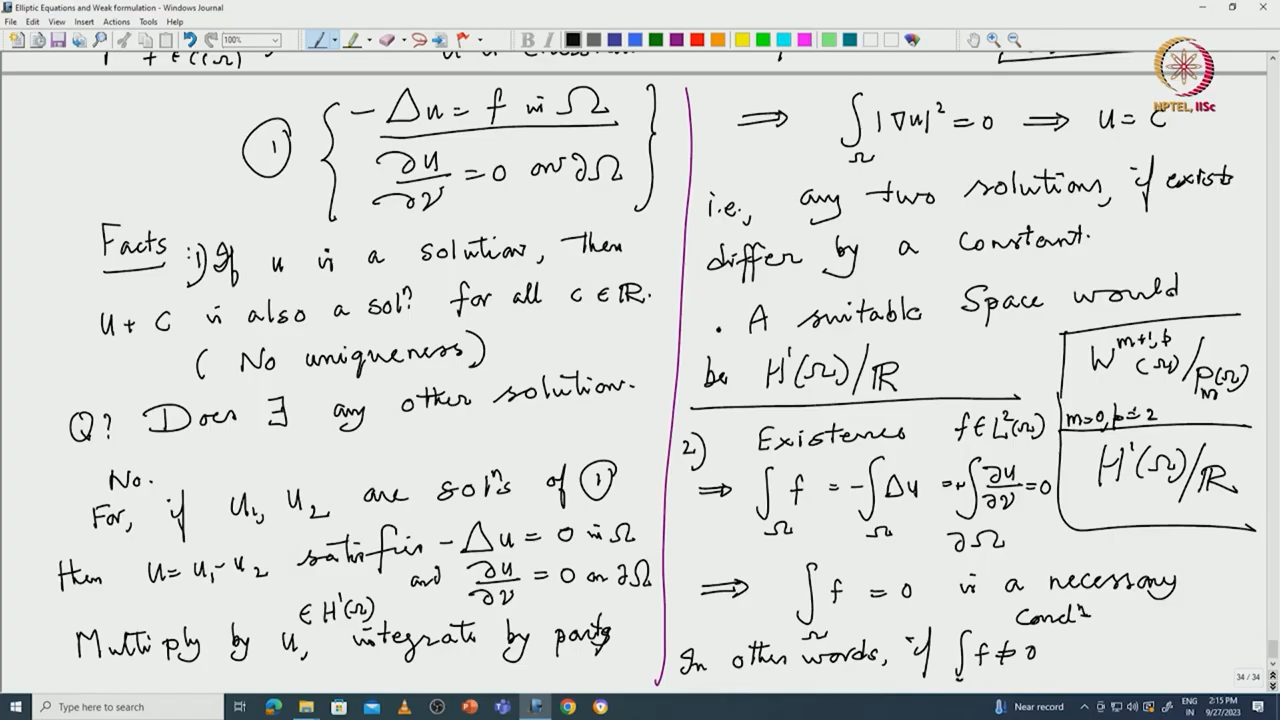 Elliptic Equations and Weak formulation - Windows Journal
File Edit View Insert Actions Tools Help
100%
B I
NPTEL, IISc
① { -Δu = f in Ω
∂u/∂ν = 0 on ∂Ω }
Facts : i) If u is a solution, then
u + c is also a solⁿ for all c ∈ ℝ.
( No uniqueness)
Q? Does ∃ any other solution.
No.
For, if u₁, u₂ are solⁿs of ①
then u = u₁ - u₂ satisfies -Δu = 0 in Ω
and ∂u/∂ν = 0 on ∂Ω
∈ H¹(Ω)
Multiply by u, integrate by parts
⟹ ∫_Ω |∇u|² = 0 ⟹ u = c
i.e., any two solutions, if exists
differ by a constant.
. A suitable Space would
be H¹(Ω)/ℝ
W^{m+1,p}(Ω)/P_m(Ω)
m=0, p=2
H¹(Ω)/ℝ
2) Existence f ∈ L²(Ω)
⟹ ∫_Ω f = -∫_Ω Δu = -∫_∂Ω ∂u/∂ν = 0
⟹ ∫_Ω f = 0 is a necessary
condⁿ
In other words, if ∫ f ≠ 0
34 / 34
Type here to search
Near record
ENG
IN
2:15 PM
9/27/2023